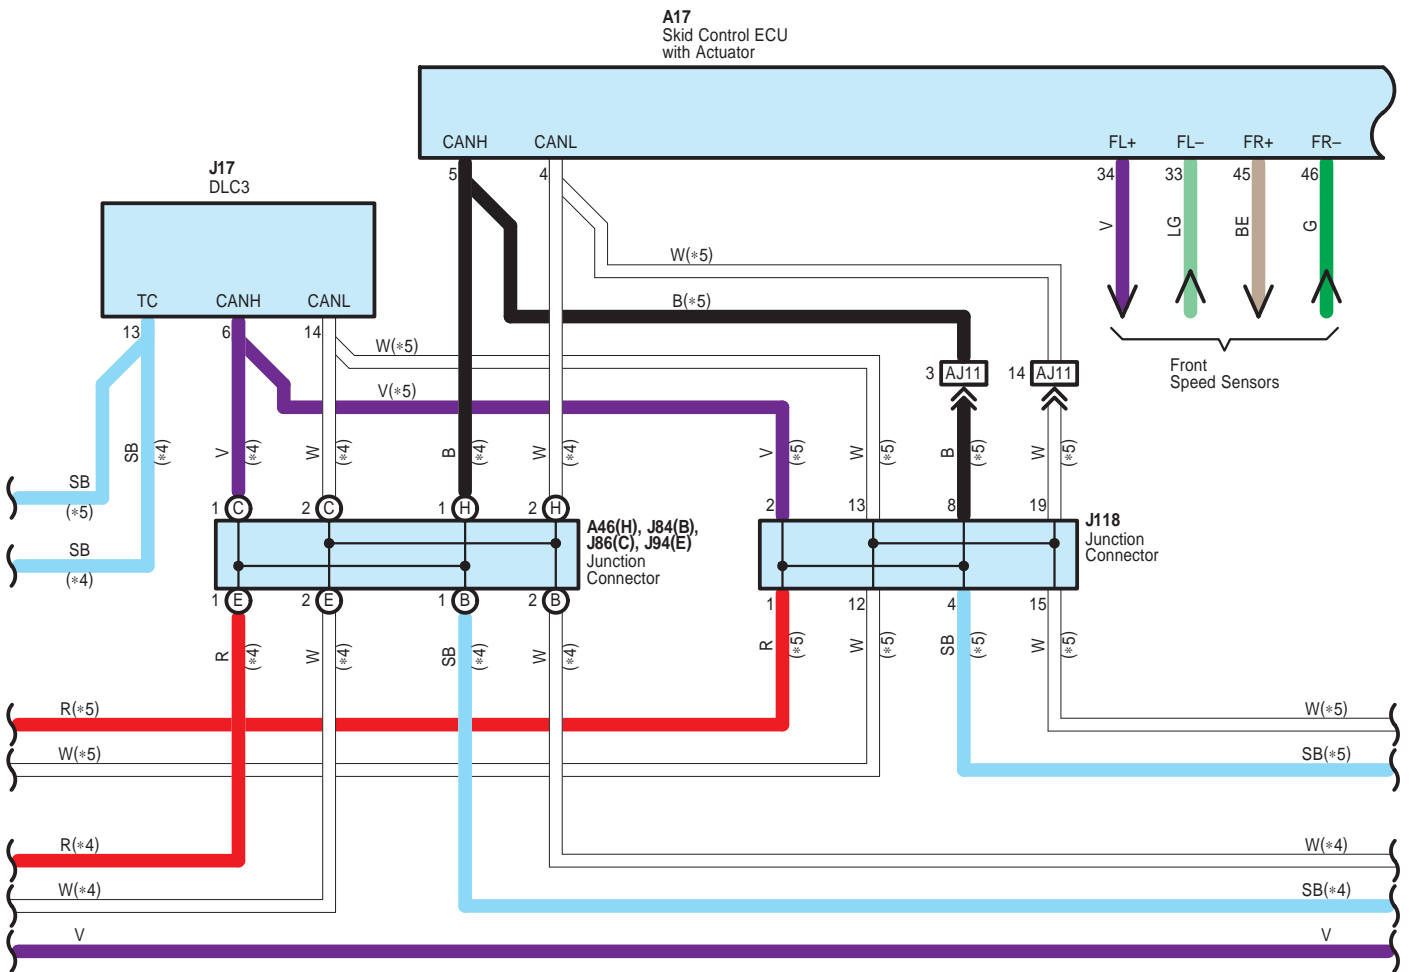 A17
Skid Control ECU
with Actuator
CANH
CANL
FL+
FL–
FR+
FR–
5
4
34
33
45
46
V
LG
BE
G
Front
Speed Sensors
J17
DLC3
TC
CANH
CANL
13
6
14
W(*5)
B(*5)
W(*5)
V(*5)
3 AJ11
14 AJ11
SB
(*4)
V
(*4)
W
(*4)
B
(*4)
W
(*4)
V
(*5)
W
(*5)
B
(*5)
W
(*5)
SB
(*5)
SB
(*4)
1 C
2 C
1 H
2 H
2
13
8
19
A46(H), J84(B),
J86(C), J94(E)
Junction
Connector
J118
Junction
Connector
1 E
2 E
1 B
2 B
1
12
4
15
R
(*4)
W
(*4)
SB
(*4)
W
(*4)
R
(*5)
W
(*5)
SB
(*5)
W
(*5)
R(*5)
W(*5)
W(*5)
SB(*5)
R(*4)
W(*4)
W(*4)
SB(*4)
V
V